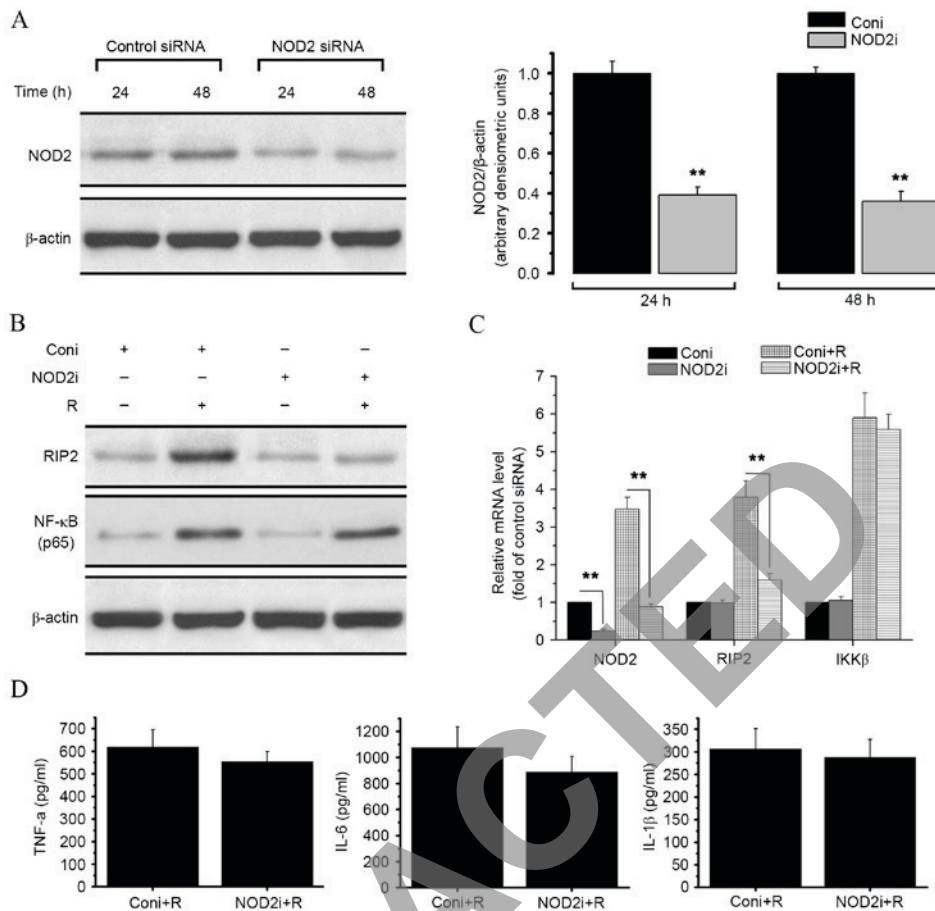 A
Control siRNA NOD2 siRNA
Time (h) 24 48 24 48
NOD2
β-actin
Coni
NOD2i
NOD2/β-actin
(arbitrary densiometric units)
1.0
0.8
0.6
0.4
0.2
0.0
** **
24 h 48 h
B
Coni + + – –
NOD2i – – + +
R – + – +
RIP2
NF-κB
(p65)
β-actin
C
Coni Coni+R
NOD2i NOD2i+R
Relative mRNA level
(fold of control siRNA)
7
6
5
4
3
2
1
0
** ** **
NOD2 RIP2 IKKβ
D
TNF-a (pg/ml)
700
600
500
400
300
200
100
0
Coni+R NOD2i+R
IL-6 (pg/ml)
1200
1000
800
600
400
200
0
Coni+R NOD2i+R
IL-1β (pg/ml)
350
300
250
200
150
100
50
0
Coni+R NOD2i+R
ACTED